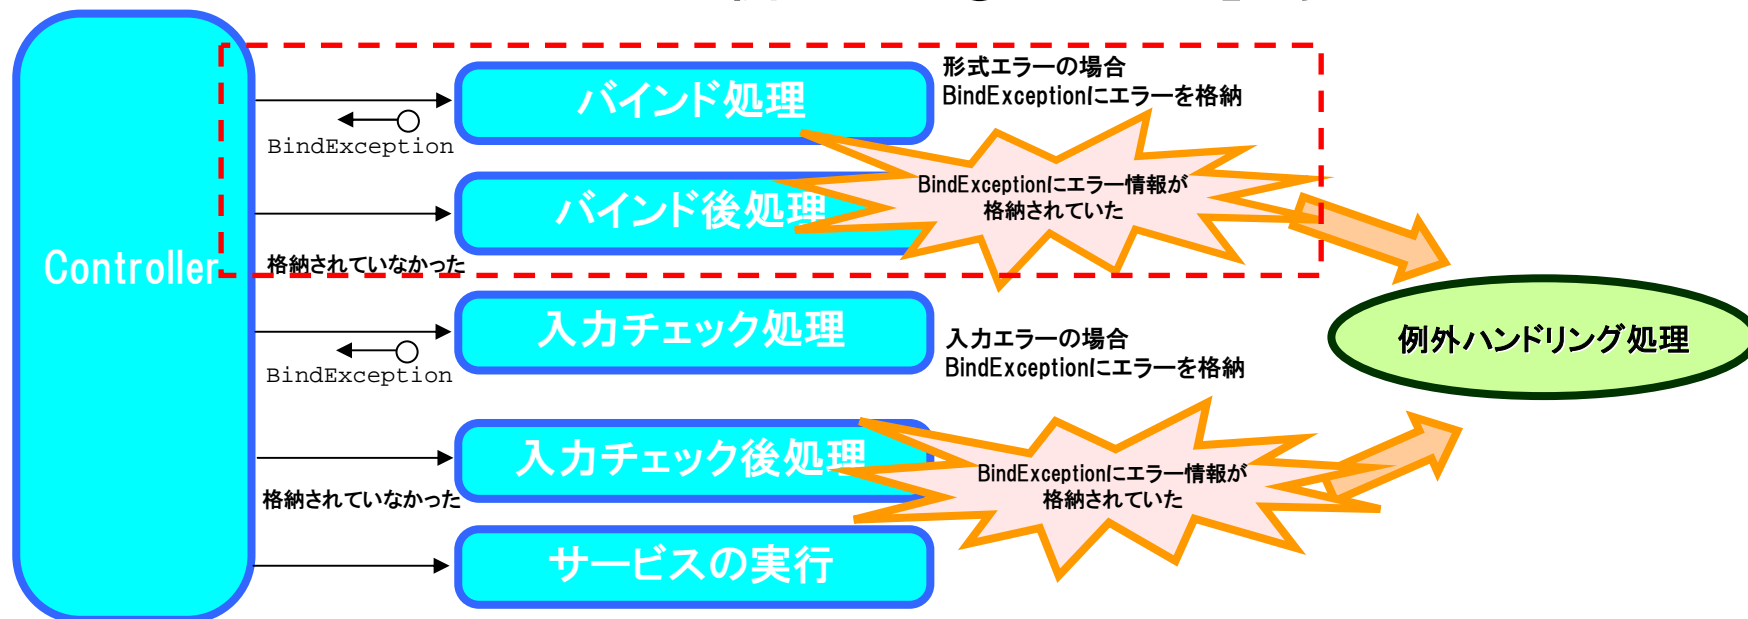 Controller
バインド処理
形式エラーの場合
BindExceptionにエラーを格納
BindException
バインド後処理
BindExceptionにエラー情報が
格納されていた
格納されていなかった
入力チェック処理
入力エラーの場合
BindExceptionにエラーを格納
BindException
例外ハンドリング処理
入力チェック後処理
BindExceptionにエラー情報が
格納されていた
格納されていなかった
サービスの実行